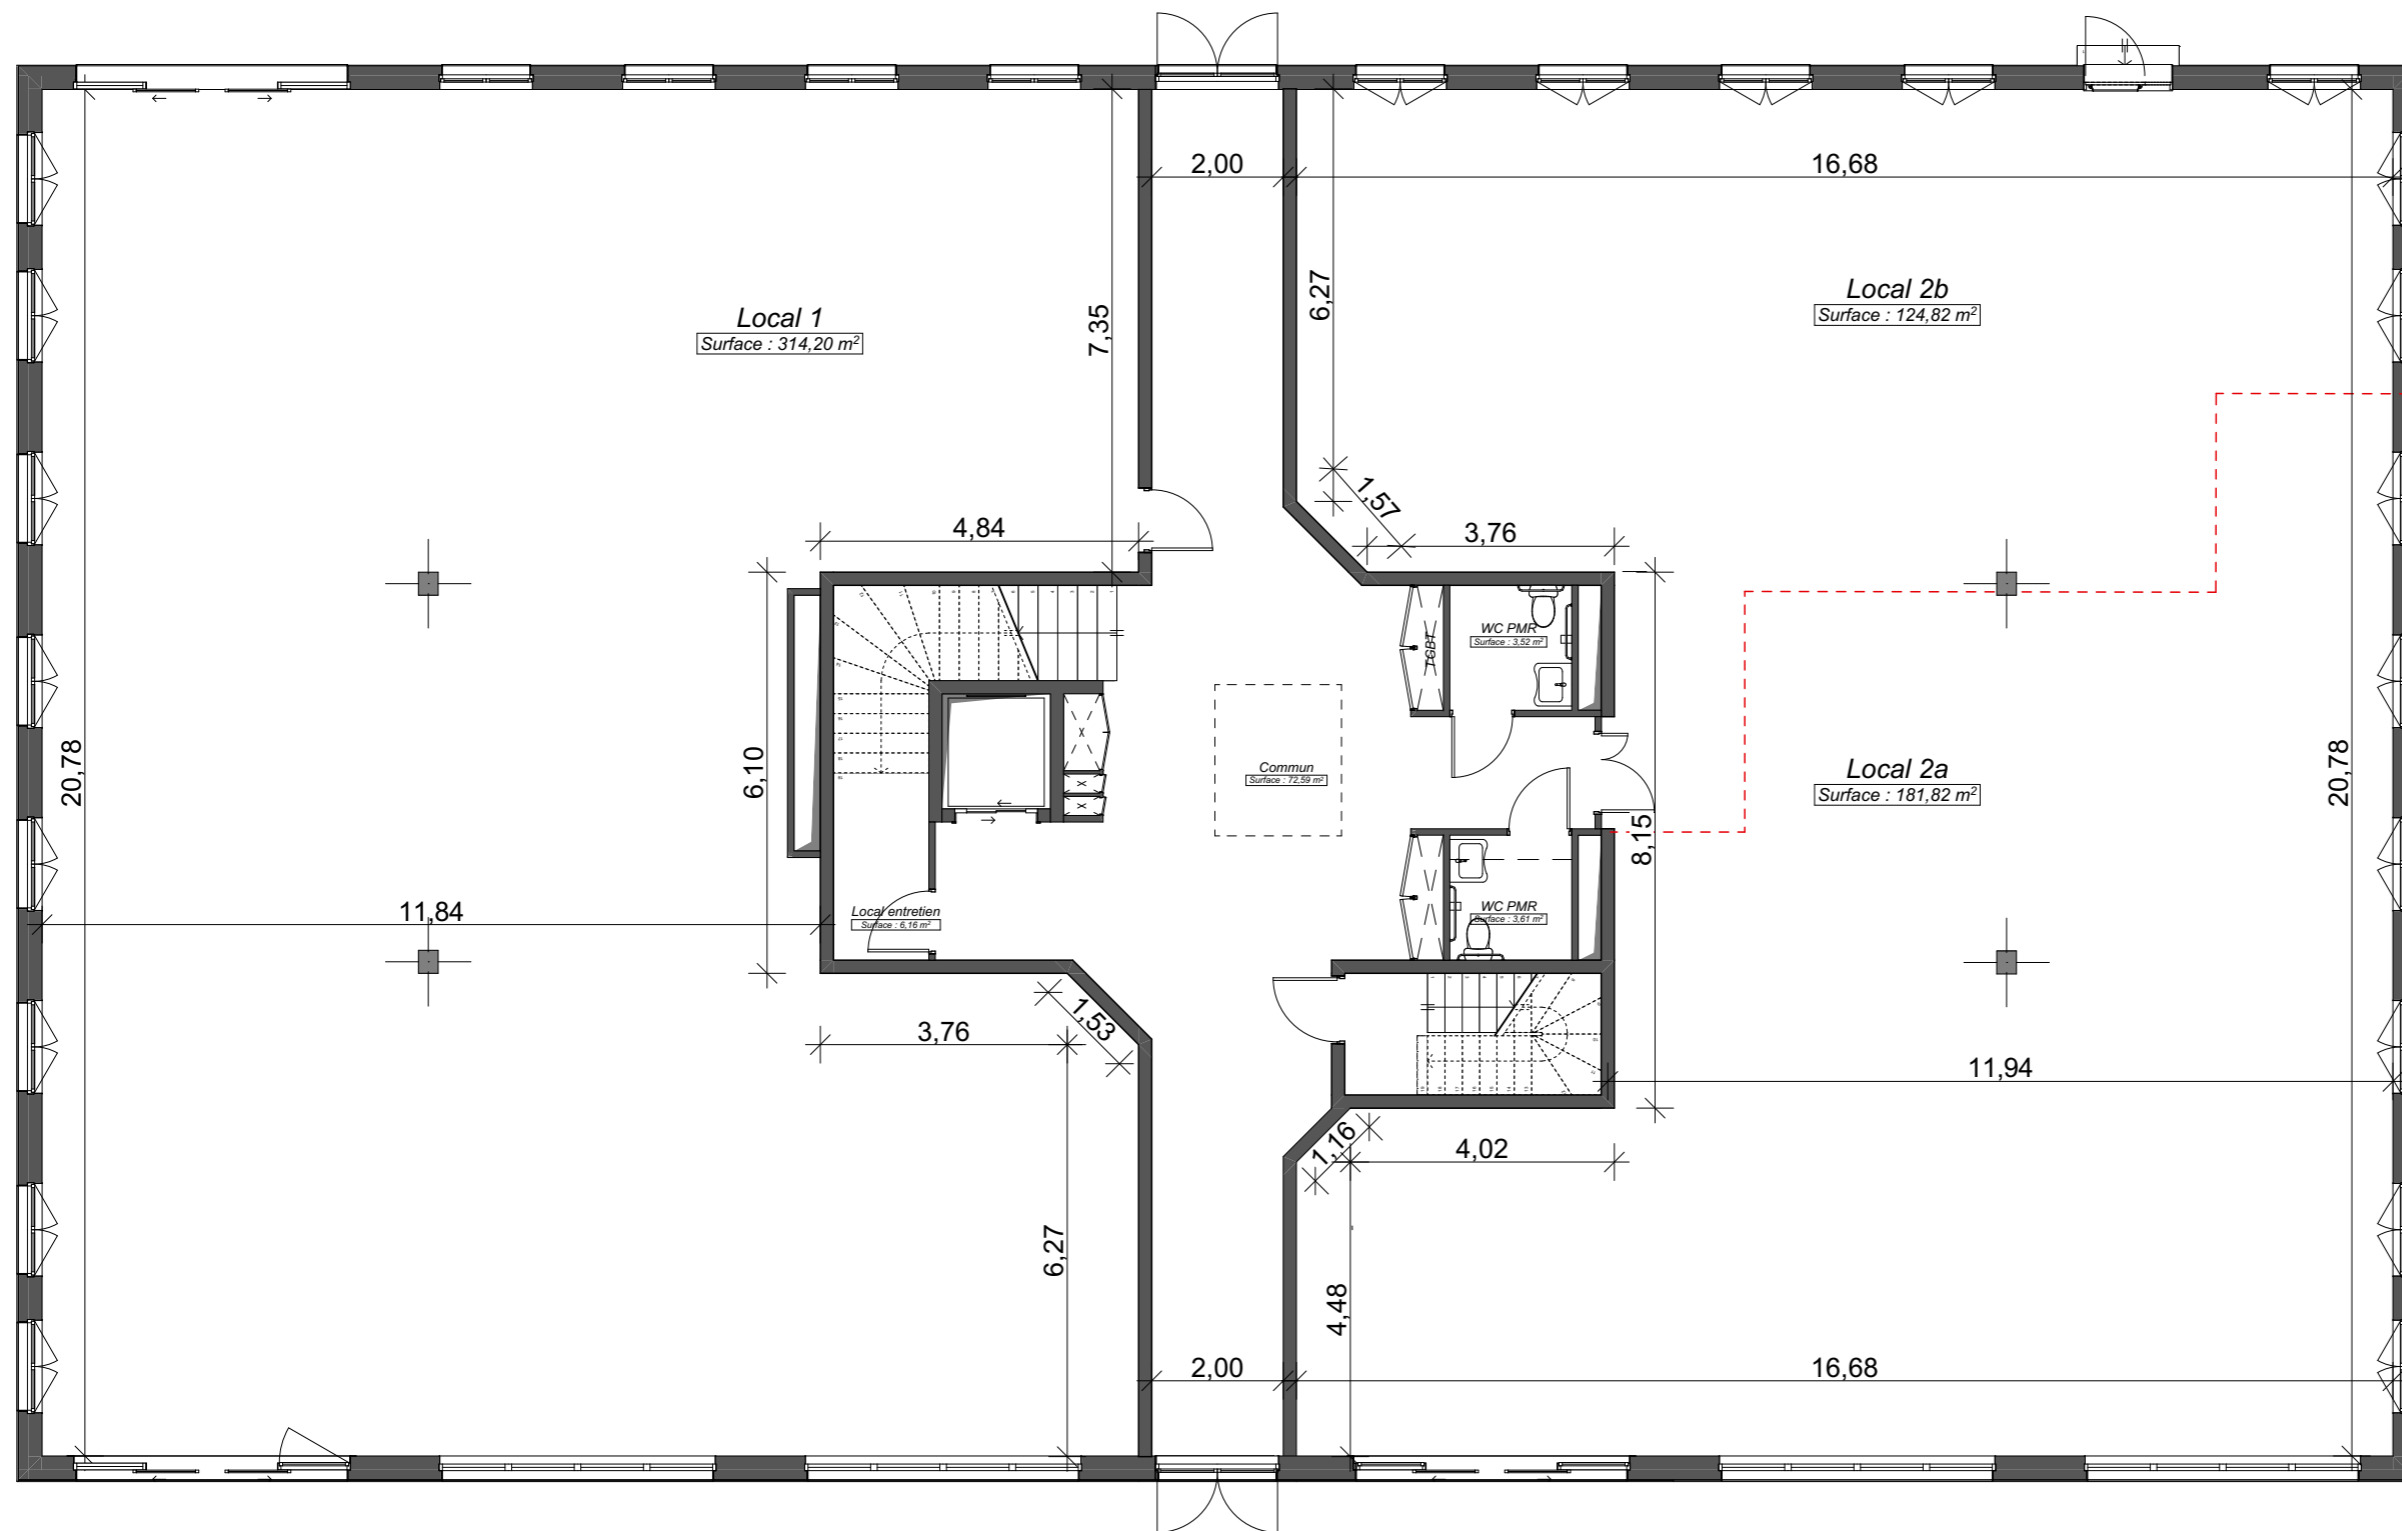 2,00
16,68
6,27
Local 2b
Surface : 124,82 m²
Local 1
Surface : 314,20 m²
7,35
1,57
4,84
3,76
WC PMR
Surface : 3,52 m²
TGBT
20,78
6,10
Commun
Surface : 72,59 m²
Local 2a
Surface : 181,82 m²
20,78
8,15
11,84
Local entretien
Surface : 6,16 m²
WC PMR
Surface : 3,61 m²
1,53
3,76
11,94
1,16
4,02
6,27
4,48
2,00
16,68